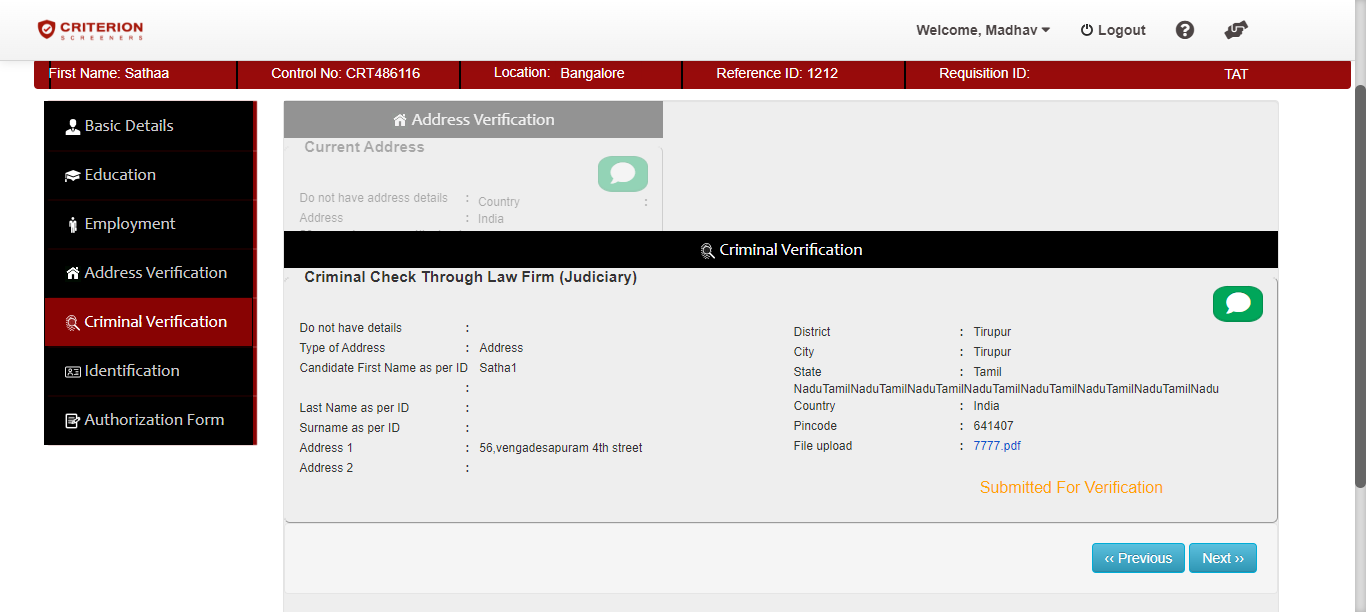 CRITERION
SCREENERS
Welcome, Madhav
Logout
First Name: Sathaa
Control No: CRT486116
Location: Bangalore
Reference ID: 1212
Requisition ID:
TAT
Basic Details
Education
Employment
Address Verification
Criminal Verification
Identification
Authorization Form
Address Verification
Current Address
Do not have address details :
Country :
Address : India
Criminal Verification
Criminal Check Through Law Firm (Judiciary)
Do not have details :
Type of Address : Address
Candidate First Name as per ID Satha1
:
Last Name as per ID :
Surname as per ID :
Address 1 : 56,vengadesapuram 4th street
Address 2 :
District : Tirupur
City : Tirupur
State : Tamil
NaduTamilNaduTamilNaduTamilNaduTamilNaduTamilNaduTamilNaduTamilNadu
Country : India
Pincode : 641407
File upload : 7777.pdf
Submitted For Verification
‹‹ Previous
Next ››